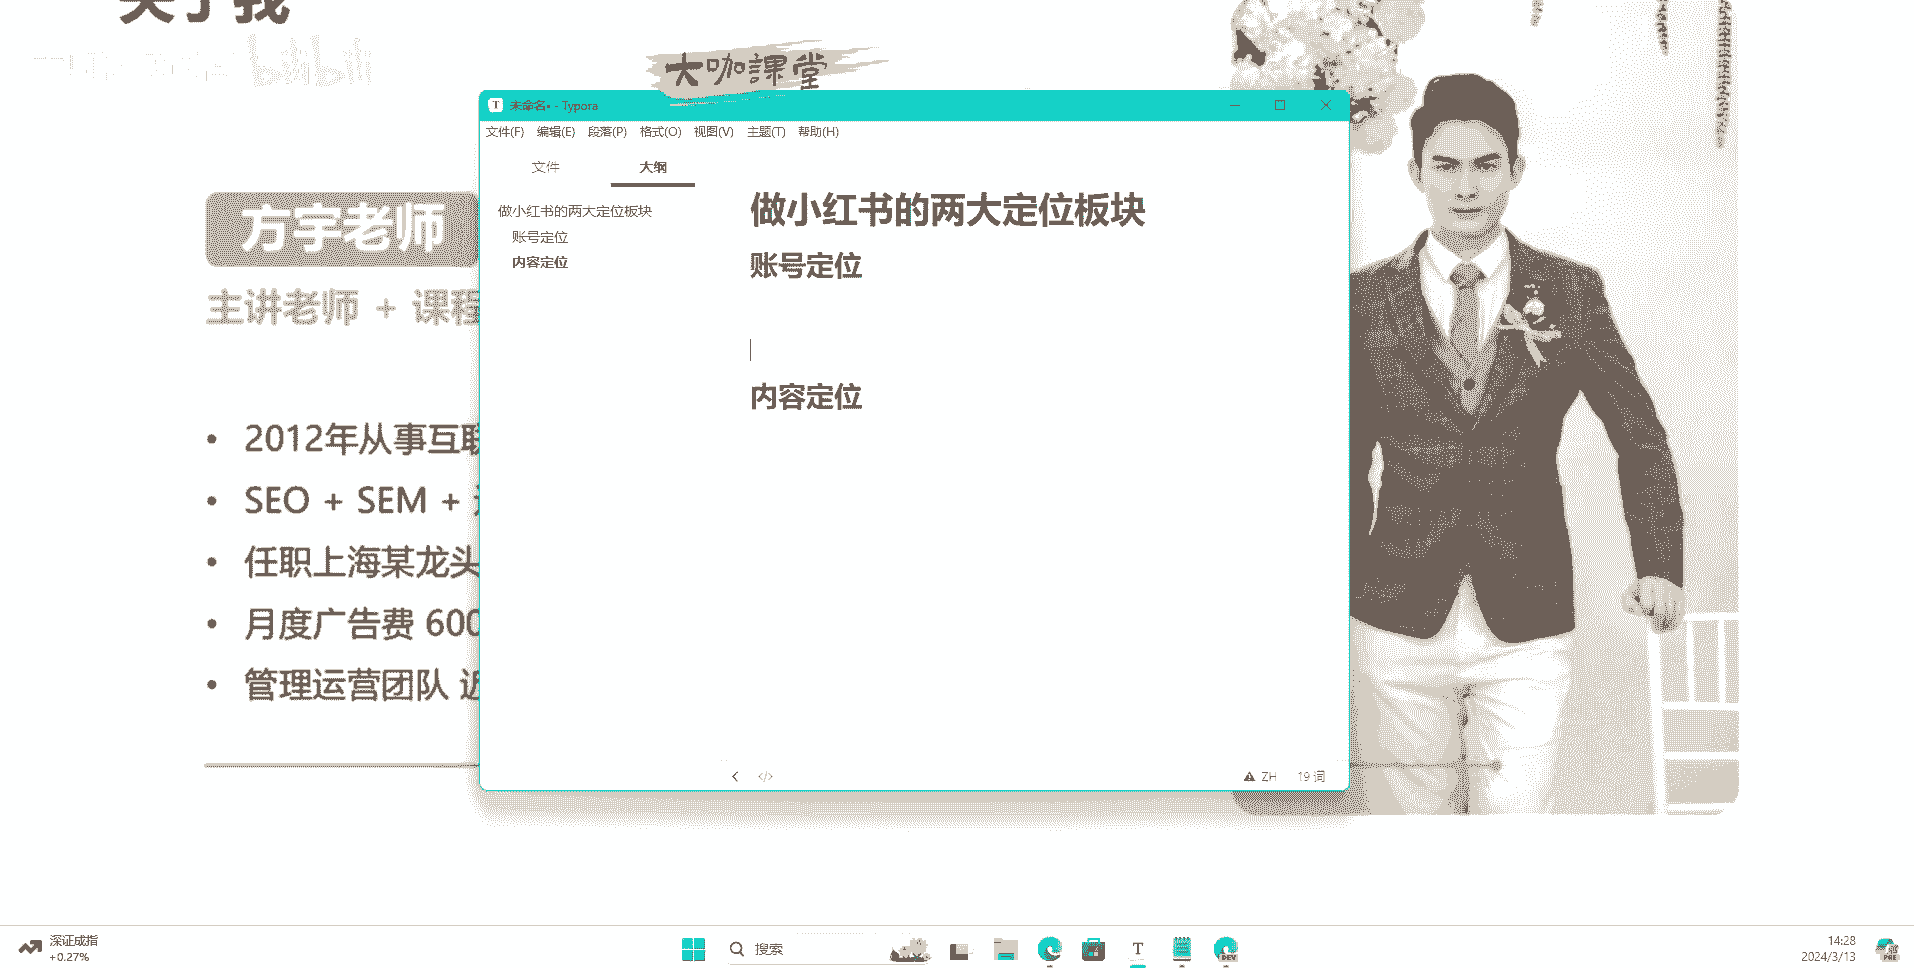 关于我
bilibili
大咖課堂
未命名• - Typora
文件(F) 编辑(E) 段落(P) 格式(O) 视图(V) 主题(T) 帮助(H)
文件 大纲
做小红书的两大定位板块
账号定位
内容定位
做小红书的两大定位板块
账号定位
内容定位
</> ZH 19 词
方宇老师
主讲老师 + 课程
• 2012年从事互联
• SEO + SEM +
• 任职上海某龙头
• 月度广告费 600
• 管理运营团队 近
深证成指
+0.27%
搜索
T
DEV
14:28
2024/3/13
PRE